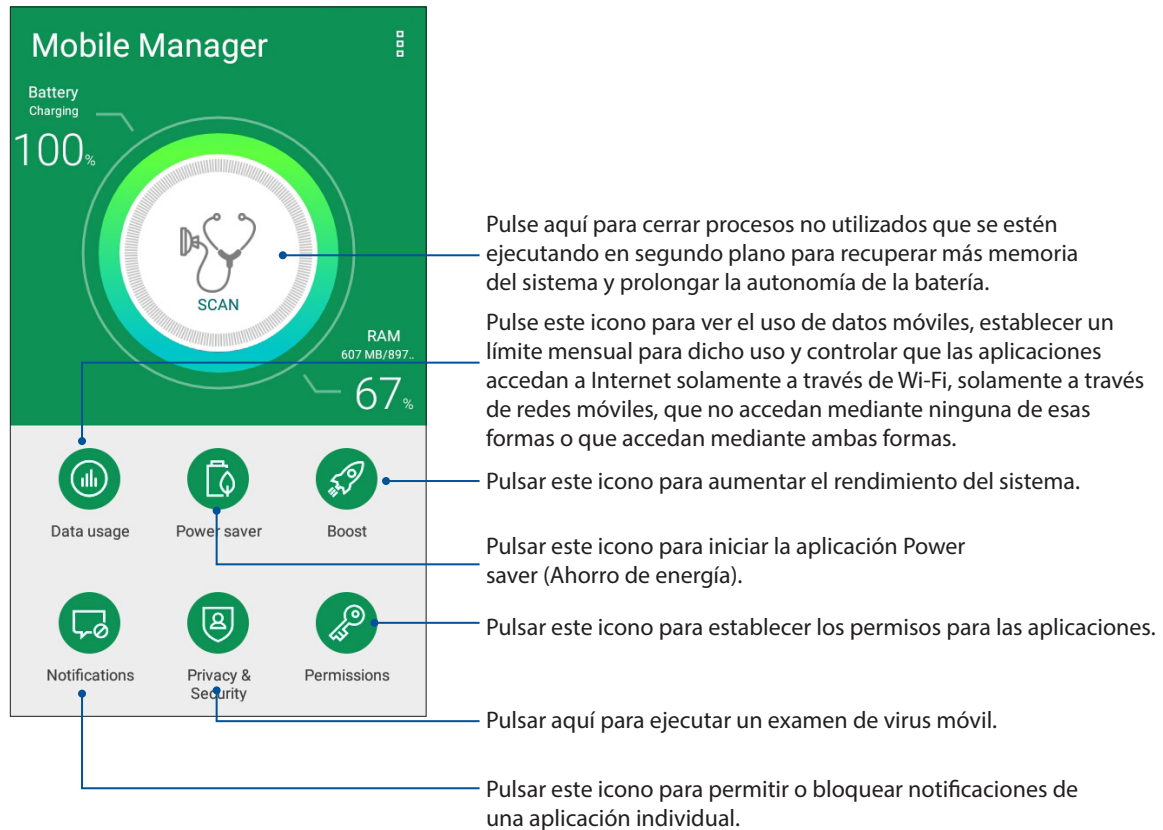 Mobile Manager
Battery
Charging
100%
SCAN
RAM
607 MB/897..
67%
Data usage
Power saver
Boost
Notifications
Privacy &
Security
Permissions
Pulse aquí para cerrar procesos no utilizados que se estén
ejecutando en segundo plano para recuperar más memoria
del sistema y prolongar la autonomía de la batería.
Pulse este icono para ver el uso de datos móviles, establecer un
límite mensual para dicho uso y controlar que las aplicaciones
accedan a Internet solamente a través de Wi-Fi, solamente a través
de redes móviles, que no accedan mediante ninguna de esas
formas o que accedan mediante ambas formas.
Pulsar este icono para aumentar el rendimiento del sistema.
Pulsar este icono para iniciar la aplicación Power
saver (Ahorro de energía).
Pulsar este icono para establecer los permisos para las aplicaciones.
Pulsar aquí para ejecutar un examen de virus móvil.
Pulsar este icono para permitir o bloquear notificaciones de
una aplicación individual.